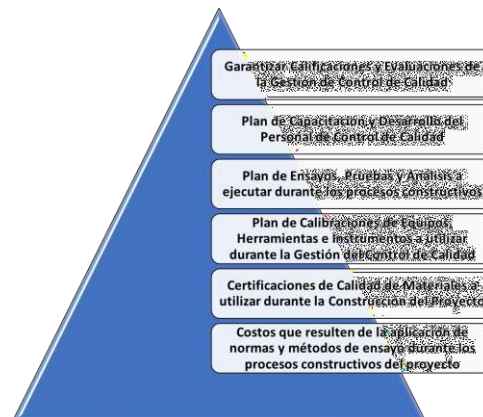 Garantizar Calificaciones y Evaluaciones de
la Gestión de Control de Calidad
Plan de Capacitación y Desarrollo del
Personal de Control de Calidad
Plan de Ensayos, Pruebas y Análisis a
ejecutar durante los procesos constructivos
Plan de Calibraciones de Equipos,
Herramientas e Instrumentos a utilizar
durante la Gestión del Control de Calidad
Certificaciones de Calidad de Materiales a
utilizar durante la Construcción del Proyecto
Costos que resulten de la aplicación de
normas y métodos de ensayo durante los
procesos constructivos del proyecto